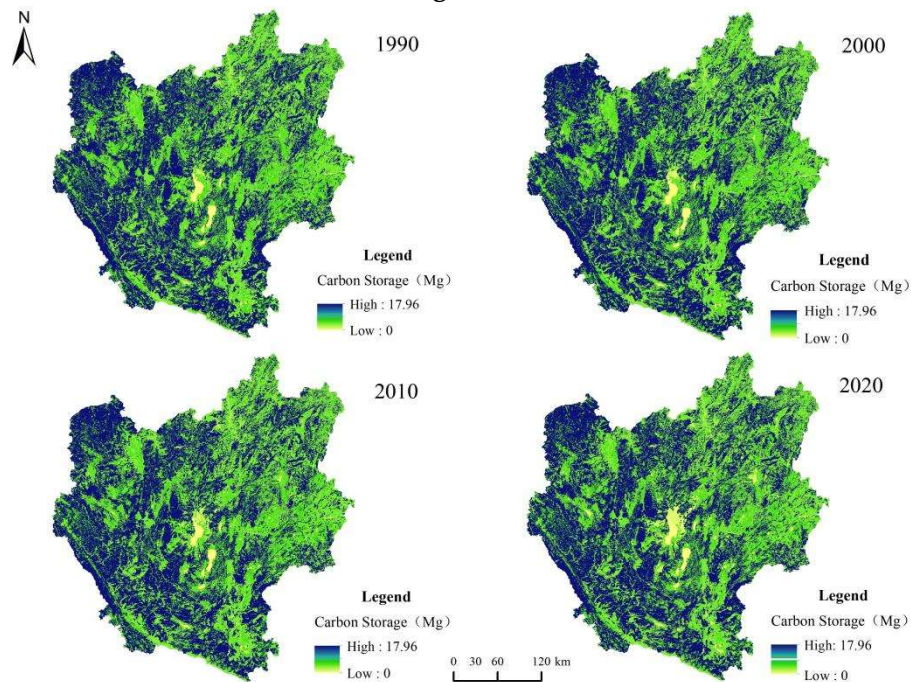 N
1990
2000
Legend
Carbon Storage（Mg）
High : 17.96
Low : 0
Legend
Carbon Storage（Mg）
High : 17.96
Low : 0
2010
2020
Legend
Carbon Storage（Mg）
High : 17.96
Low : 0
Legend
Carbon Storage（Mg）
High: 17.96
Low : 0
0 30 60 120 km